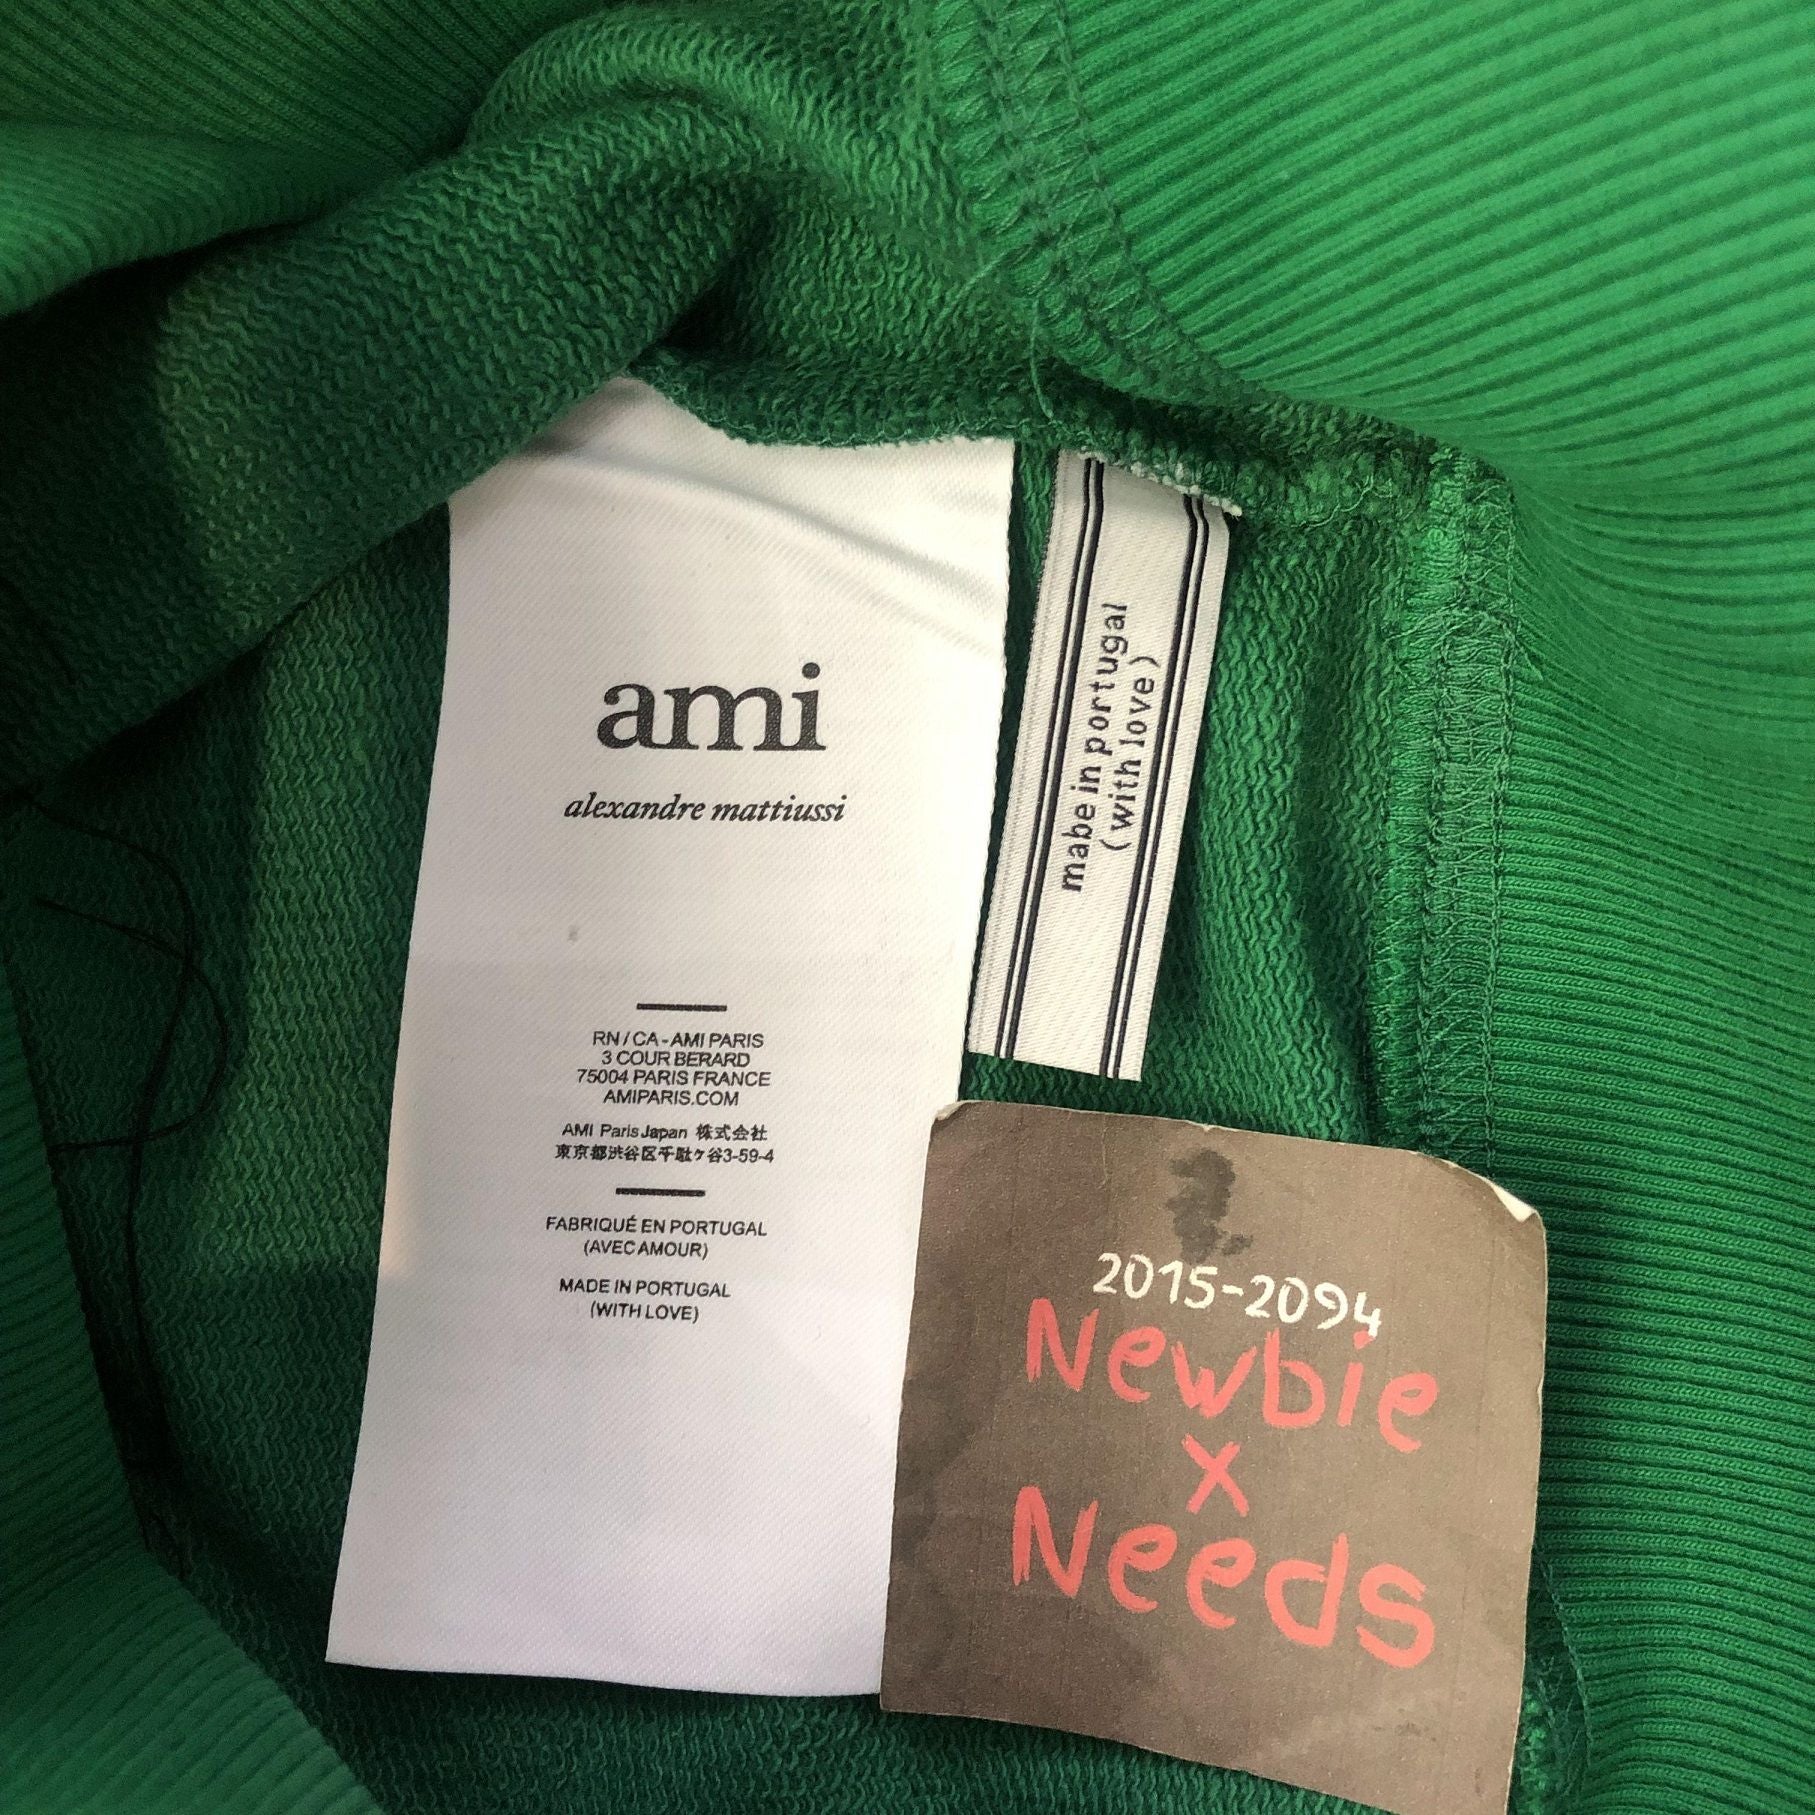 ami
alexandre mattiussi
RN / CA - AMI PARIS
3 COUR BERARD
75004 PARIS FRANCE
AMIPARIS.COM
AMI Paris Japan 株式会社
東京都渋谷区千駄ケ谷3-59-4
FABRIQUÉ EN PORTUGAL
(AVEC AMOUR)
MADE IN PORTUGAL
(WITH LOVE)
mabe in portugal
(with love)
2015-2094
Newbie
x
Needs